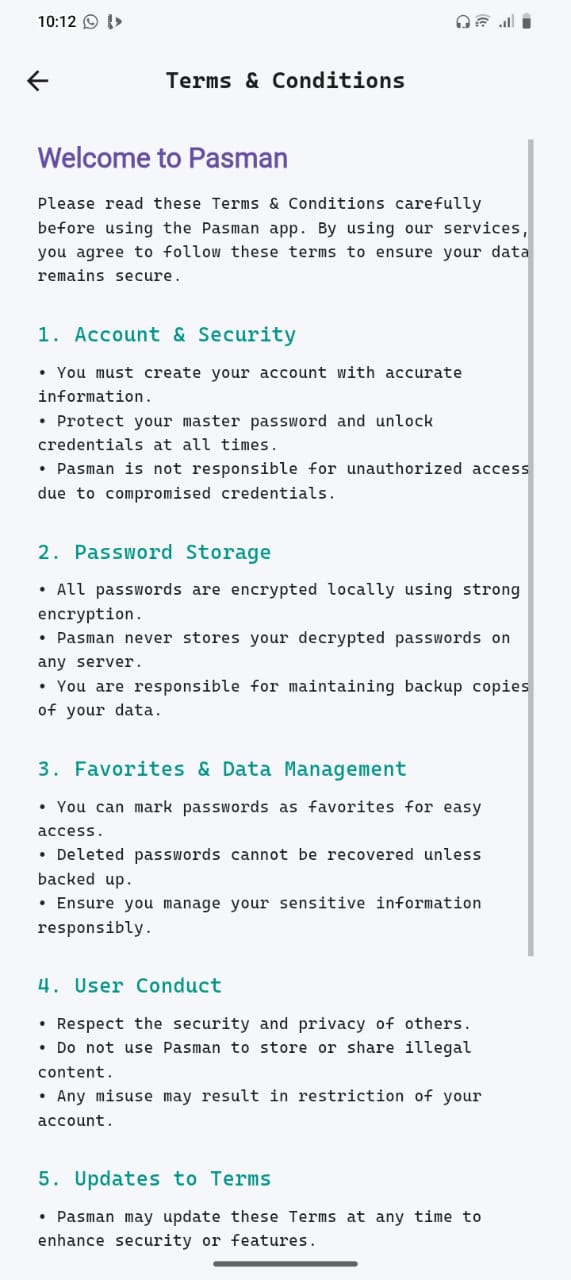 10:12
Terms & Conditions
Welcome to Pasman
Please read these Terms & Conditions carefully
before using the Pasman app. By using our services,
you agree to follow these terms to ensure your data
remains secure.
1. Account & Security
• You must create your account with accurate
information.
• Protect your master password and unlock
credentials at all times.
• Pasman is not responsible for unauthorized access
due to compromised credentials.
2. Password Storage
• All passwords are encrypted locally using strong
encryption.
• Pasman never stores your decrypted passwords on
any server.
• You are responsible for maintaining backup copies
of your data.
3. Favorites & Data Management
• You can mark passwords as favorites for easy
access.
• Deleted passwords cannot be recovered unless
backed up.
• Ensure you manage your sensitive information
responsibly.
4. User Conduct
• Respect the security and privacy of others.
• Do not use Pasman to store or share illegal
content.
• Any misuse may result in restriction of your
account.
5. Updates to Terms
• Pasman may update these Terms at any time to
enhance security or features.